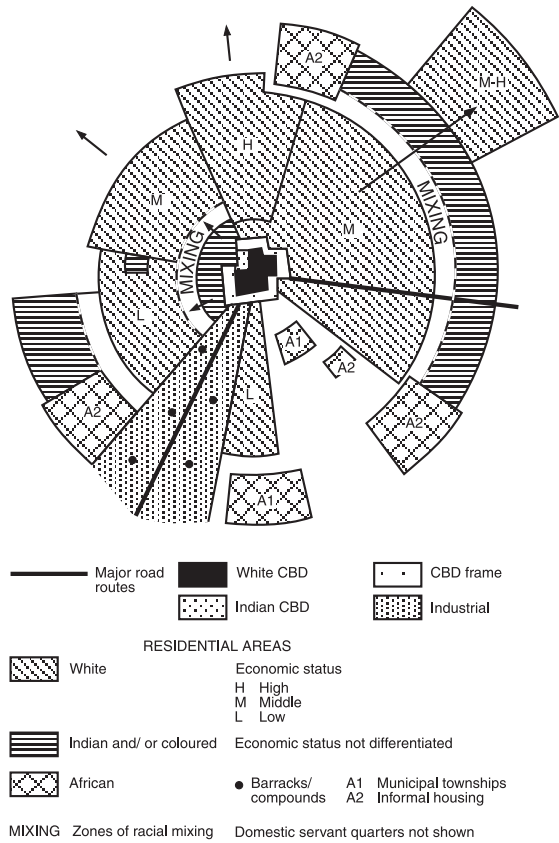 A2
M-H
H
M
M
MIXING
MIXING
L
A1
A2
A2
L
A2
A1
Major road
routes
White CBD
CBD frame
Indian CBD
Industrial
RESIDENTIAL AREAS
White
Economic status
H High
M Middle
L Low
Indian and/ or coloured Economic status not differentiated
African
Barracks/
compounds
A1 Municipal townships
A2 Informal housing
MIXING Zones of racial mixing Domestic servant quarters not shown